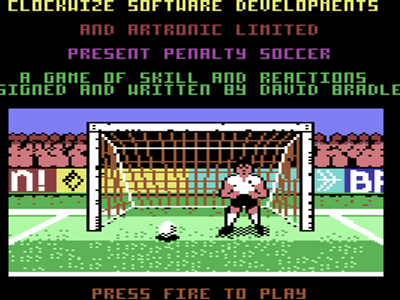 CLOCKWIZE SOFTWARE DEVELOPMENTS
AND ARTRONIC LIMITED
PRESENT PENALTY SOCCER
A GAME OF SKILL AND REACTIONS
SIGNED AND WRITTEN BY DAVID BRADLE
N!
BA
PRESS FIRE TO PLAY